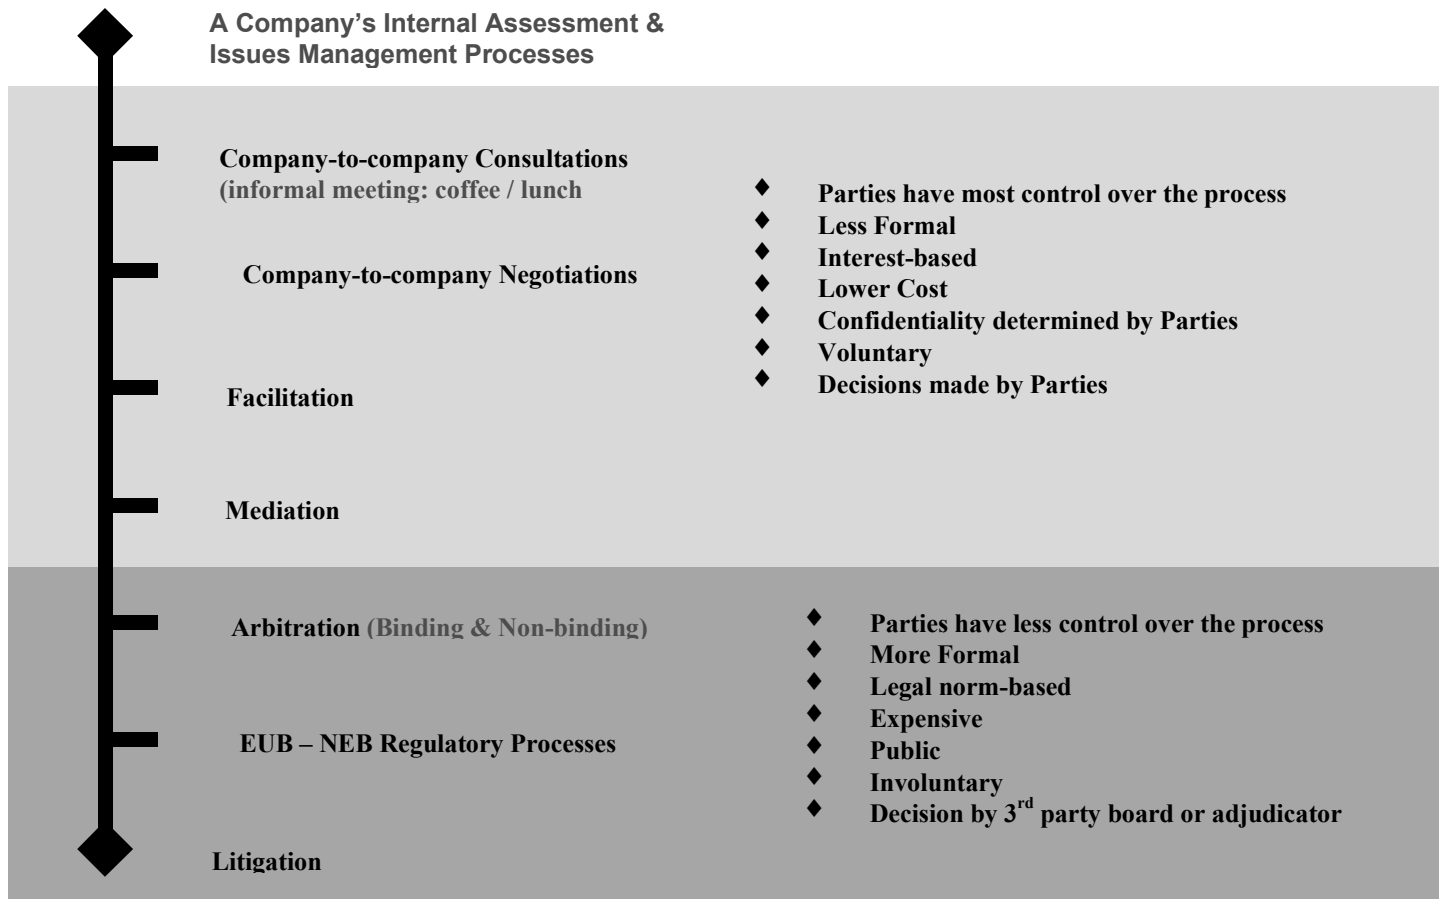 A Company's Internal Assessment &
Issues Management Processes
Company-to-company Consultations
(informal meeting: coffee / lunch
Company-to-company Negotiations
Facilitation
Mediation
♦ Parties have most control over the process
♦ Less Formal
♦ Interest-based
♦ Lower Cost
♦ Confidentiality determined by Parties
♦ Voluntary
♦ Decisions made by Parties
Arbitration (Binding & Non-binding)
EUB – NEB Regulatory Processes
Litigation
♦ Parties have less control over the process
♦ More Formal
♦ Legal norm-based
♦ Expensive
♦ Public
♦ Involuntary
♦ Decision by 3rd party board or adjudicator